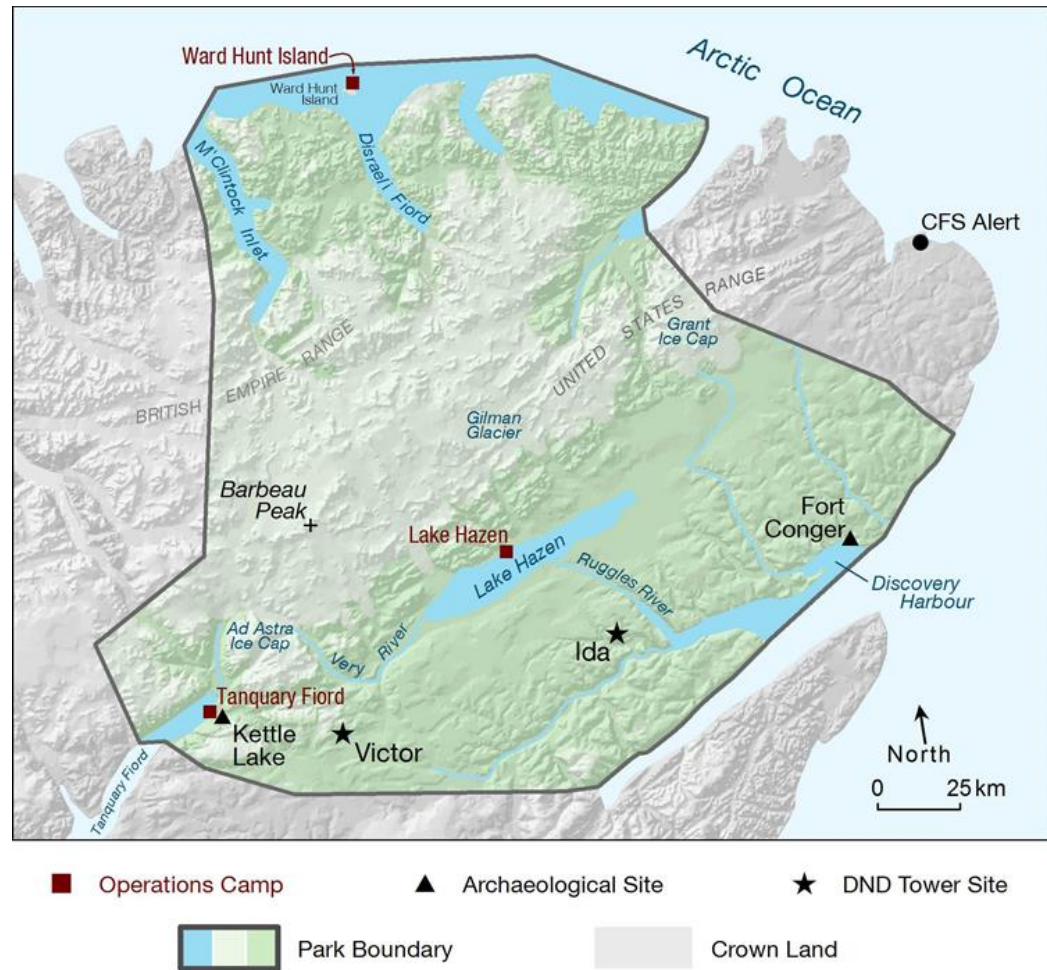 Ward Hunt Island
Ward Hunt
Island
Arctic Ocean
M'Clintock Inlet
Disraeli Fiord
CFS Alert
BRITISH EMPIRE RANGE
UNITED STATES RANGE
Grant
Ice Cap
Gilman
Glacier
Barbeau
Peak
Lake Hazen
Lake Hazen
Fort
Conger
Ruggles River
Discovery
Harbour
Ad Astra
Ice Cap
Very River
Ida
Tanquary Fiord
Kettle
Lake
Victor
Tanquary Fiord
North
0 25 km
Operations Camp
Archaeological Site
DND Tower Site
Park Boundary
Crown Land